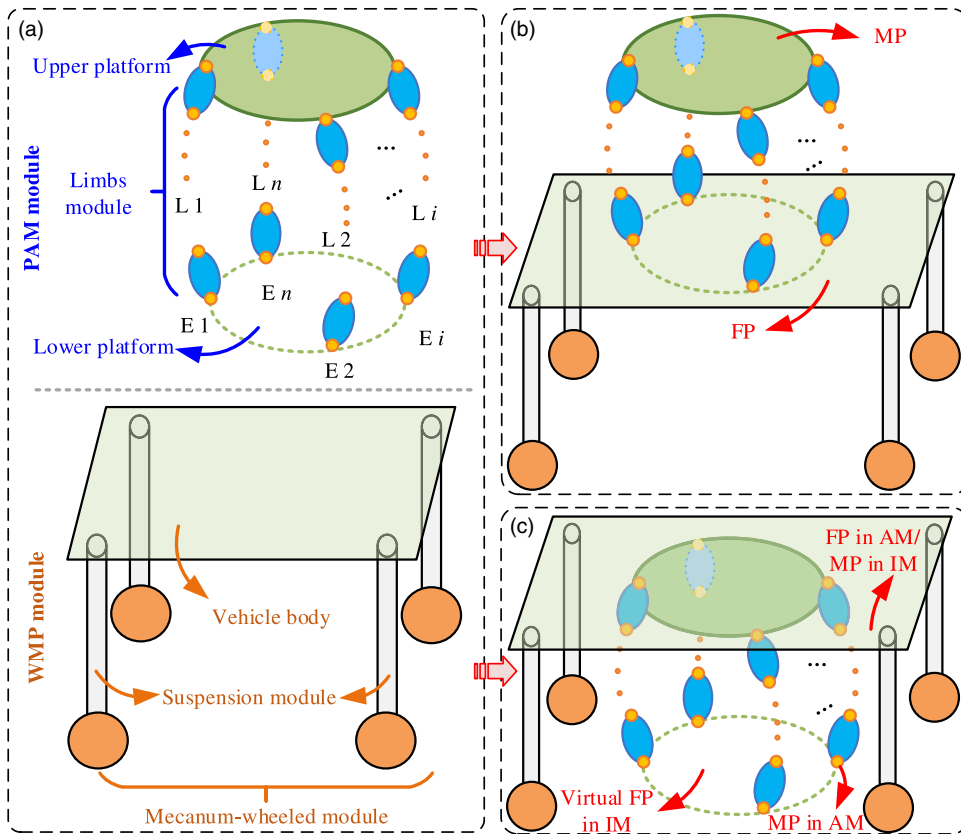 (a)
Upper platform
PAM module
Limbs
module
L 1
L n
L 2
L i
...
...
E 1
E n
E 2
E i
Lower platform
WMP module
Vehicle body
Suspension module
Mecanum-wheeled module
(b)
MP
...
...
FP
(c)
FP in AM/
MP in IM
...
...
Virtual FP
in IM
MP in AM